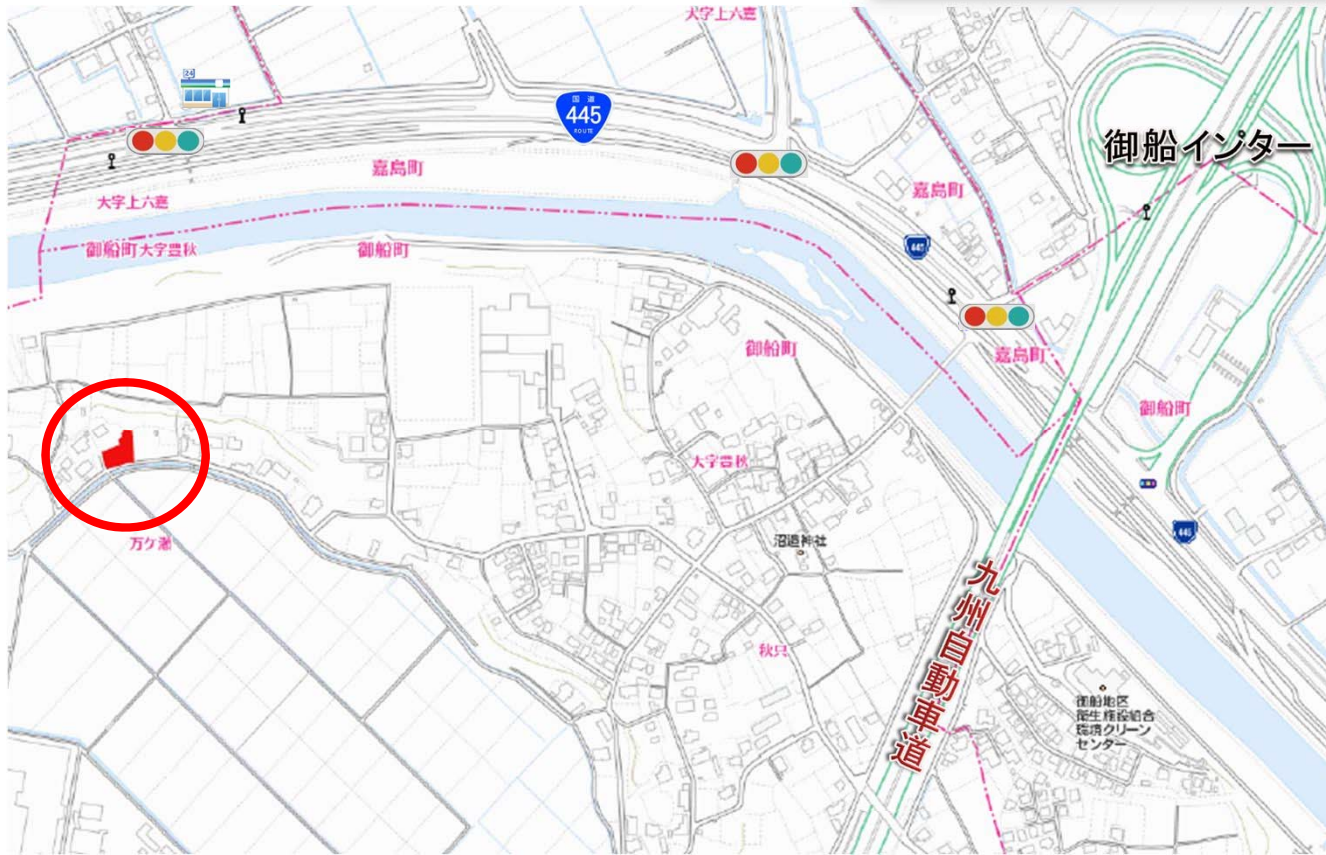 大字上六嘉
24
国道
445
ROUTE
御船インター
嘉島町
嘉島町
大字上六嘉
御船町大字豊秋
御船町
445
嘉島町
御船町
御船町
大字豊秋
445
沼邉神社
万ケ瀬
九州自動車道
秋只
御船地区
衛生施設組合
環境クリーン
センター